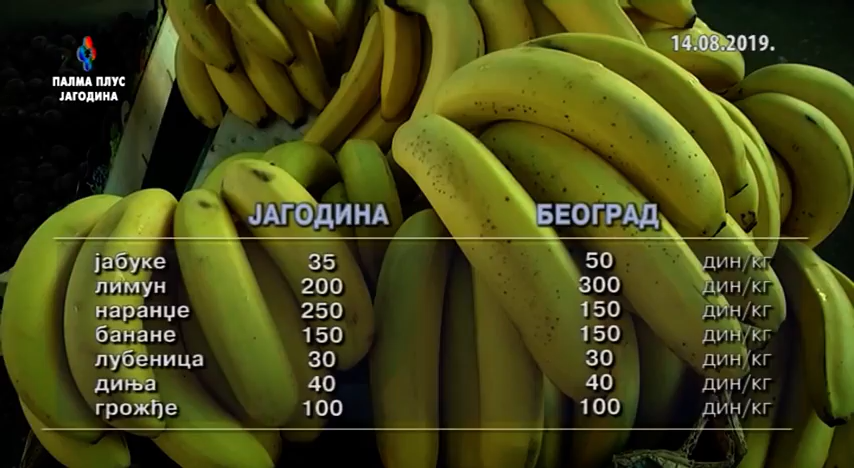 ПАЛМА ПЛУС
ЈАГОДИНА
14.08.2019.
ЈАГОДИНА БЕОГРАД
јабуке 35 50 дин/кг
лимун 200 300 дин/кг
наранџе 250 150 дин/кг
банане 150 150 дин/кг
лубеница 30 30 дин/кг
диња 40 40 дин/кг
грожђе 100 100 дин/кг